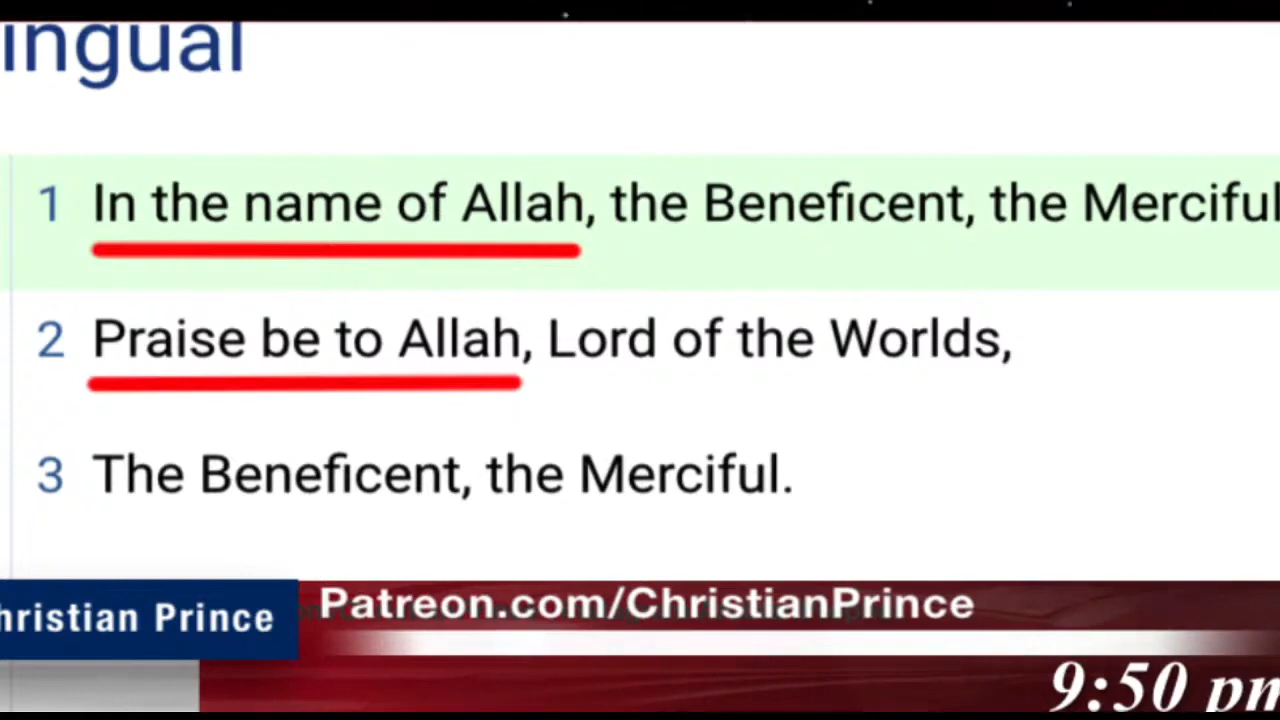 ingual
1 In the name of Allah, the Beneficent, the Merciful
2 Praise be to Allah, Lord of the Worlds,
3 The Beneficent, the Merciful.
hristian Prince
Patreon.com/ChristianPrince
9:50 pm